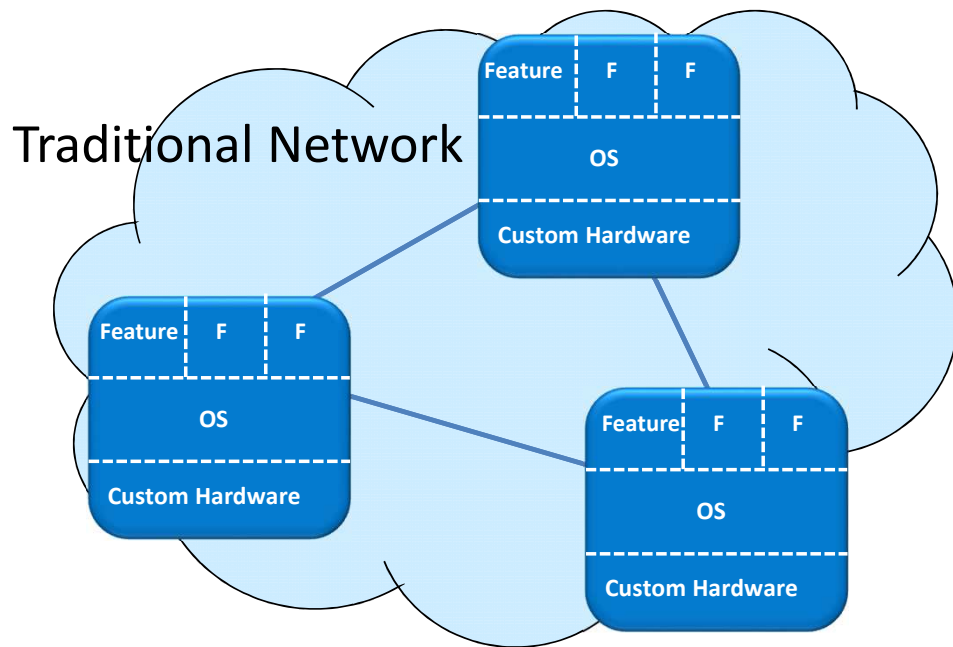 Traditional Network
Feature F F
OS
Custom Hardware
Feature F F
OS
Custom Hardware
Feature F F
OS
Custom Hardware